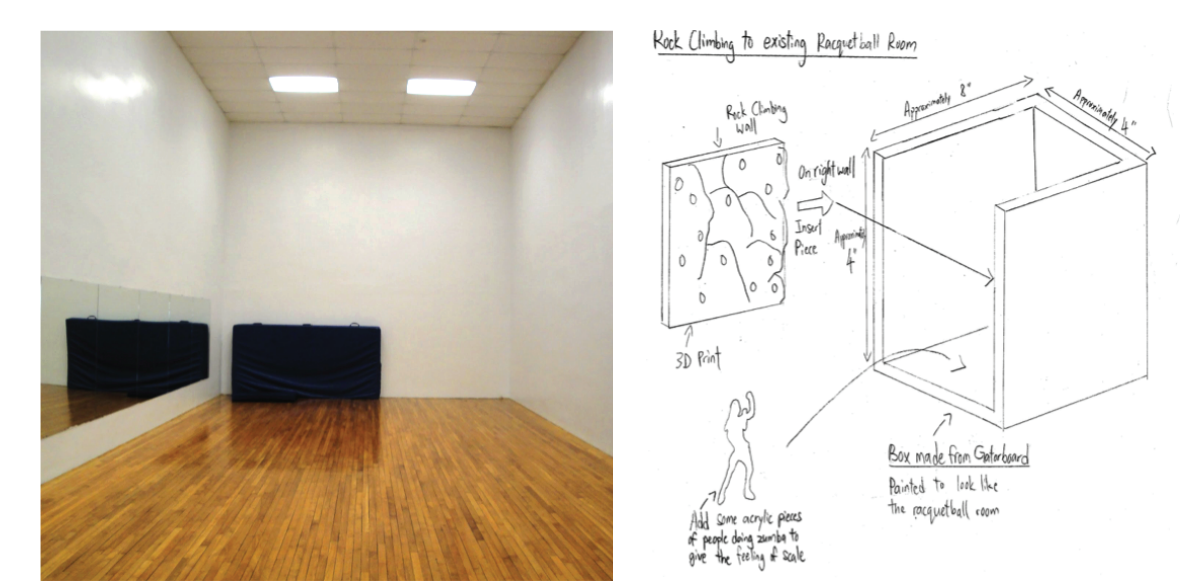 Rock Climbing to existing Racquetball Room
Approximately 8"
Approximately 4"
Rock Climbing
Wall
On right wall
Insert
Piece
Approximately
4"
3D Print
Box made from Gatorboard
Painted to look like
the racquetball room
Add some acrylic pieces
of people doing zumba to
give the feeling of scale